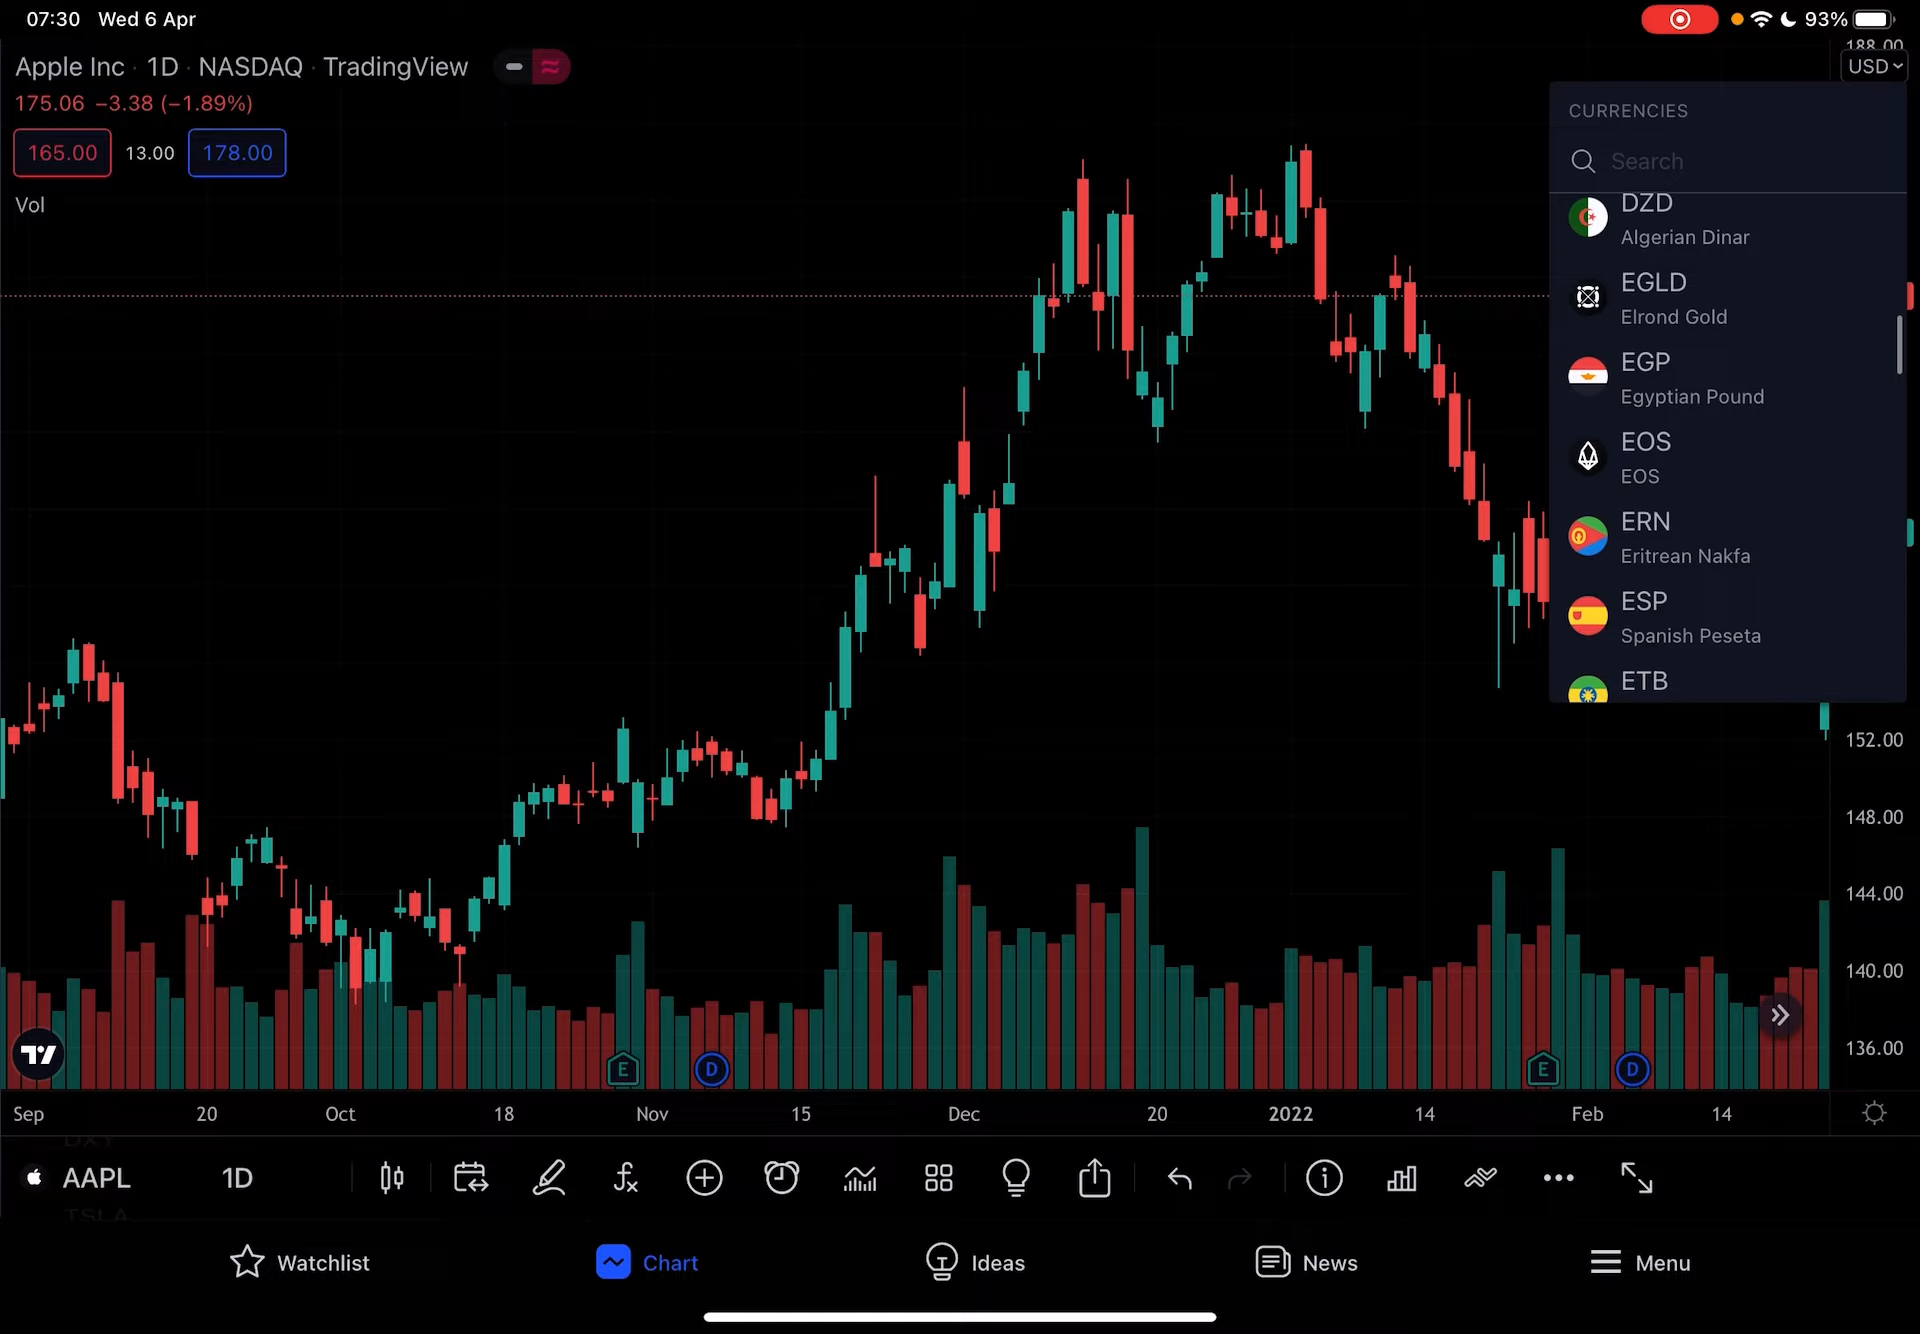 07:30 Wed 6 Apr
93%
Apple Inc · 1D · NASDAQ · TradingView
188.00
USD
175.06 −3.38 (−1.89%)
165.00 13.00 178.00
Vol
CURRENCIES
Search
DZD
Algerian Dinar
EGLD
Elrond Gold
EGP
Egyptian Pound
EOS
EOS
ERN
Eritrean Nakfa
ESP
Spanish Peseta
ETB
152.00
148.00
144.00
140.00
136.00
E D E D
Sep 20 Oct 18 Nov 15 Dec 20 2022 14 Feb 14
DXY
AAPL 1D
TSLA
Watchlist Chart Ideas News Menu